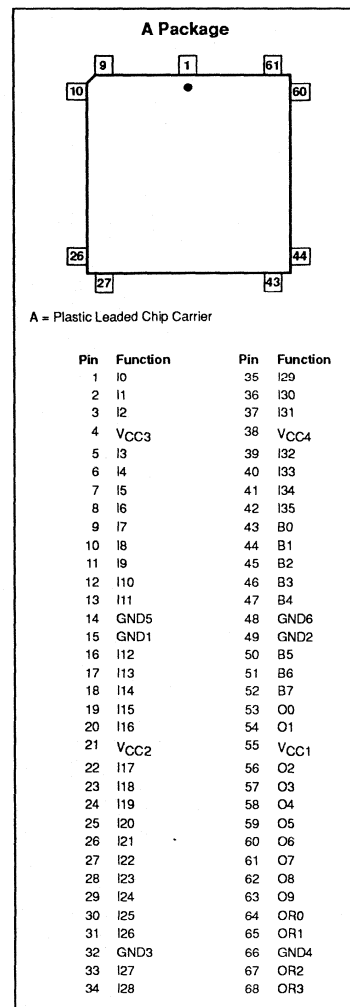 A Package
9 1 61
10 60
26 44
27 43
A = Plastic Leaded Chip Carrier
Pin Function Pin Function
1 I0 35 I29
2 I1 36 I30
3 I2 37 I31
4 VCC3 38 VCC4
5 I3 39 I32
6 I4 40 I33
7 I5 41 I34
8 I6 42 I35
9 I7 43 B0
10 I8 44 B1
11 I9 45 B2
12 I10 46 B3
13 I11 47 B4
14 GND5 48 GND6
15 GND1 49 GND2
16 I12 50 B5
17 I13 51 B6
18 I14 52 B7
19 I15 53 O0
20 I16 54 O1
21 VCC2 55 VCC1
22 I17 56 O2
23 I18 57 O3
24 I19 58 O4
25 I20 59 O5
26 I21 60 O6
27 I22 61 O7
28 I23 62 O8
29 I24 63 O9
30 I25 64 OR0
31 I26 65 OR1
32 GND3 66 GND4
33 I27 67 OR2
34 I28 68 OR3